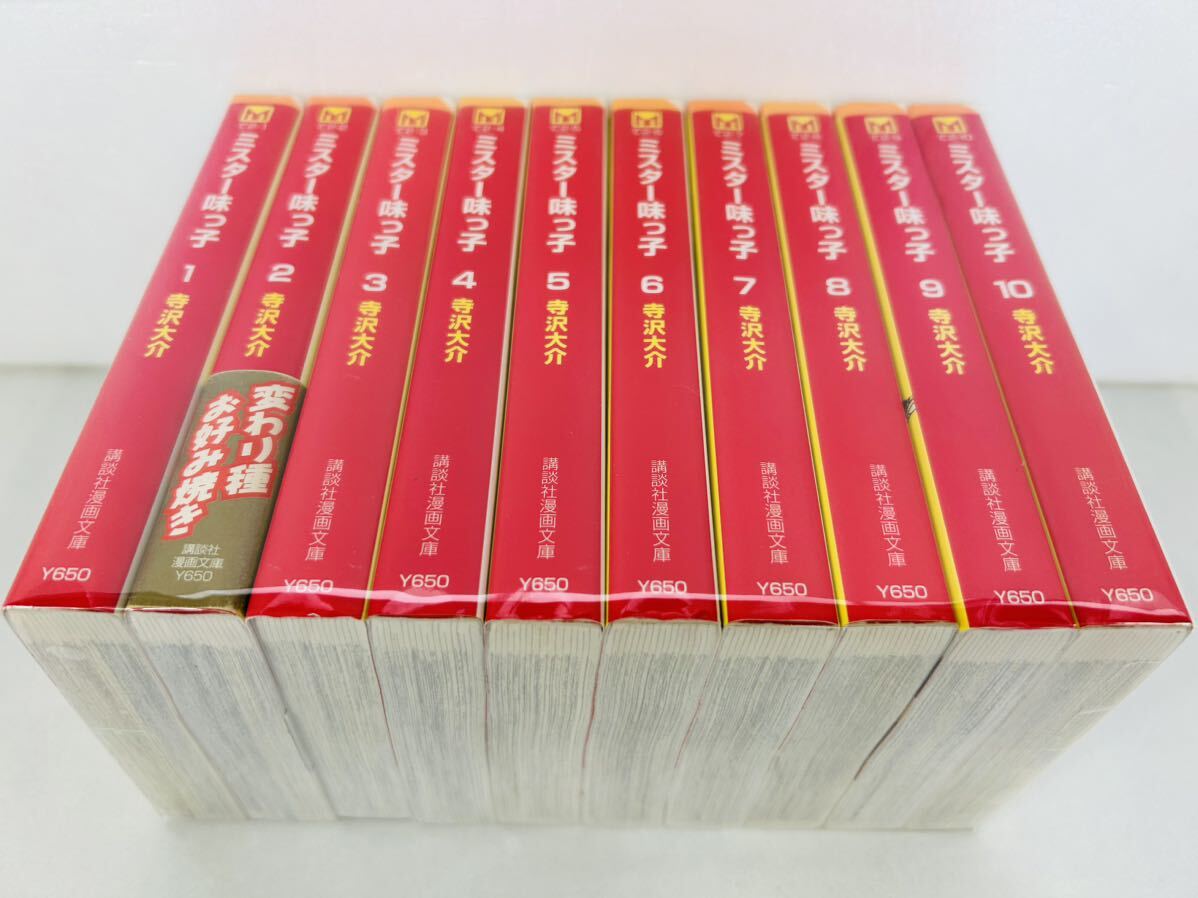 ミスター味っ子 1 寺沢大介
講談社漫画文庫
Y650
ミスター味っ子 2 寺沢大介
変わり種
お好み焼き
講談社
漫画文庫
Y650
ミスター味っ子 3 寺沢大介
講談社漫画文庫
Y650
ミスター味っ子 4 寺沢大介
講談社漫画文庫
Y650
ミスター味っ子 5 寺沢大介
講談社漫画文庫
Y650
ミスター味っ子 6 寺沢大介
講談社漫画文庫
Y650
ミスター味っ子 7 寺沢大介
講談社漫画文庫
Y650
ミスター味っ子 8 寺沢大介
講談社漫画文庫
Y650
ミスター味っ子 9 寺沢大介
講談社漫画文庫
Y650
ミスター味っ子 10 寺沢大介
講談社漫画文庫
Y650